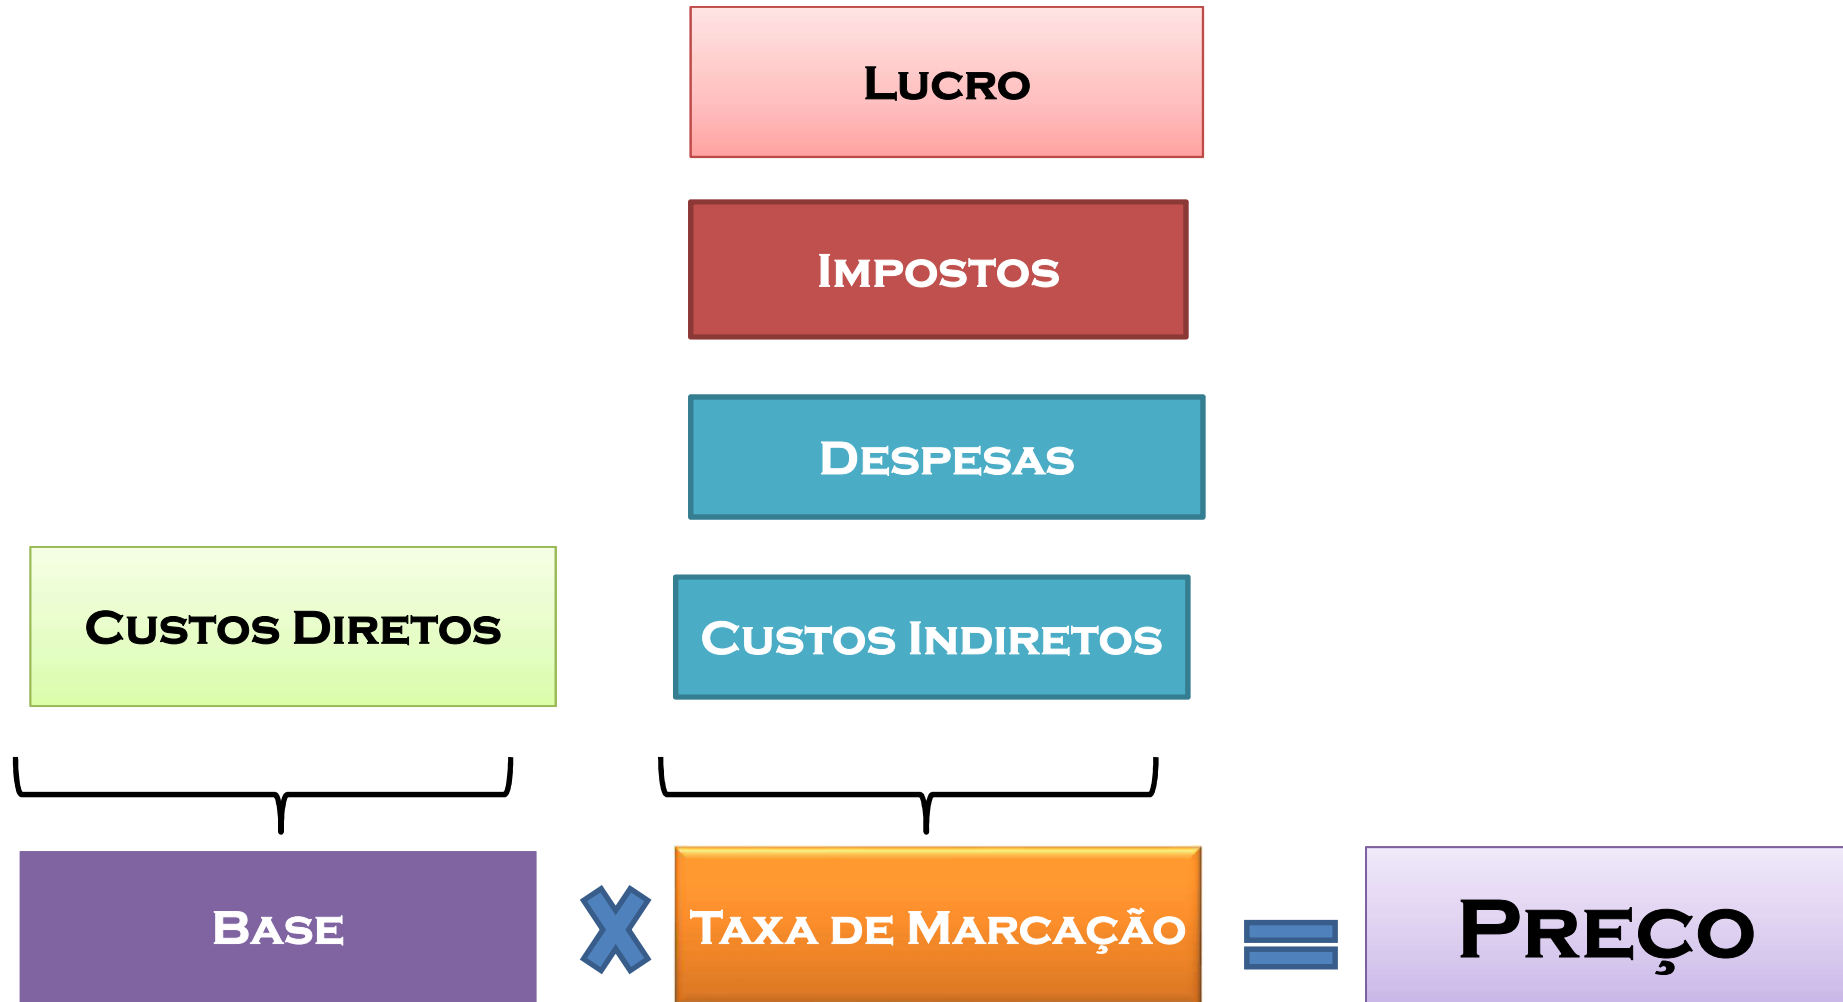 Lucro
Impostos
Despesas
Custos Diretos
Custos Indiretos
Base
Taxa de Marcação
Preço